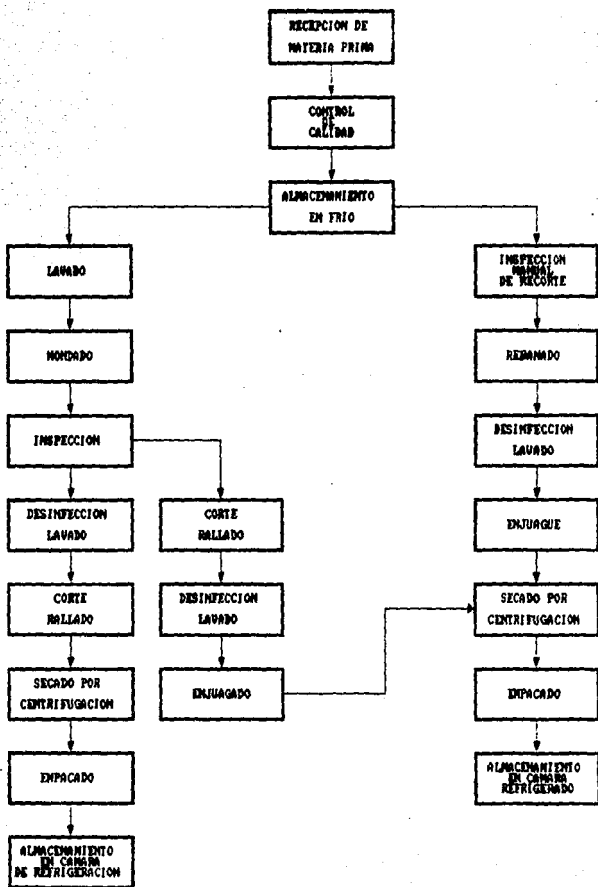 RECEPCION DE
MATERIA PRIMA
CONTROL
DE
CALIDAD
ALMACENAMIENTO
EN FRIO
LAVADO
MONDADO
INSPECCION
DESINFECCION
LAVADO
CORTE
RALLADO
SECADO POR
CENTRIFUGACION
EMPACADO
ALMACENAMIENTO
EN CAMARA
DE REFRIGERACION
CORTE
RALLADO
DESINFECCION
LAVADO
ENJUAGADO
INSPECCION
MANUAL
DE RECORTE
REBANADO
DESINFECCION
LAVADO
ENJUAGUE
SECADO POR
CENTRIFUGACION
EMPACADO
ALMACENAMIENTO
EN CAMARA
REFRIGERADO